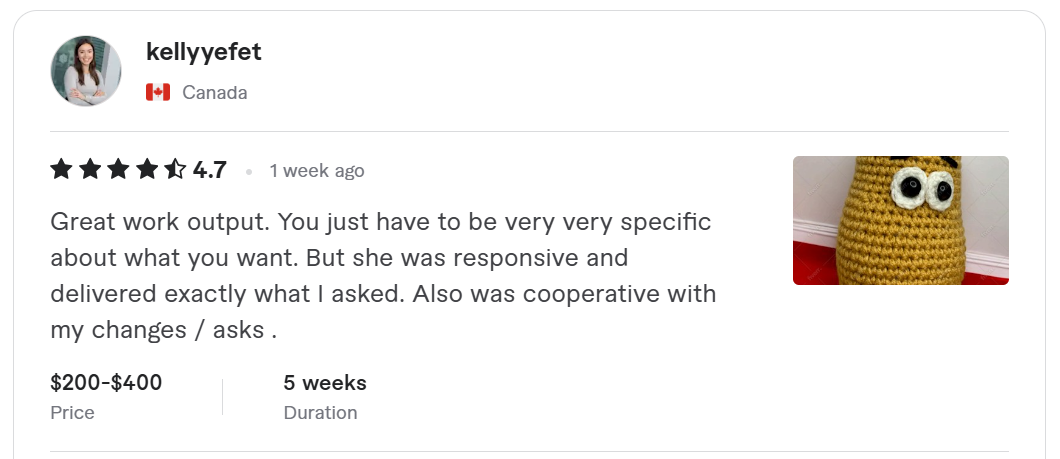 kellyyefet
Canada
4.7 • 1 week ago
Great work output. You just have to be very very specific
about what you want. But she was responsive and
delivered exactly what I asked. Also was cooperative with
my changes / asks .
$200-$400
Price
5 weeks
Duration